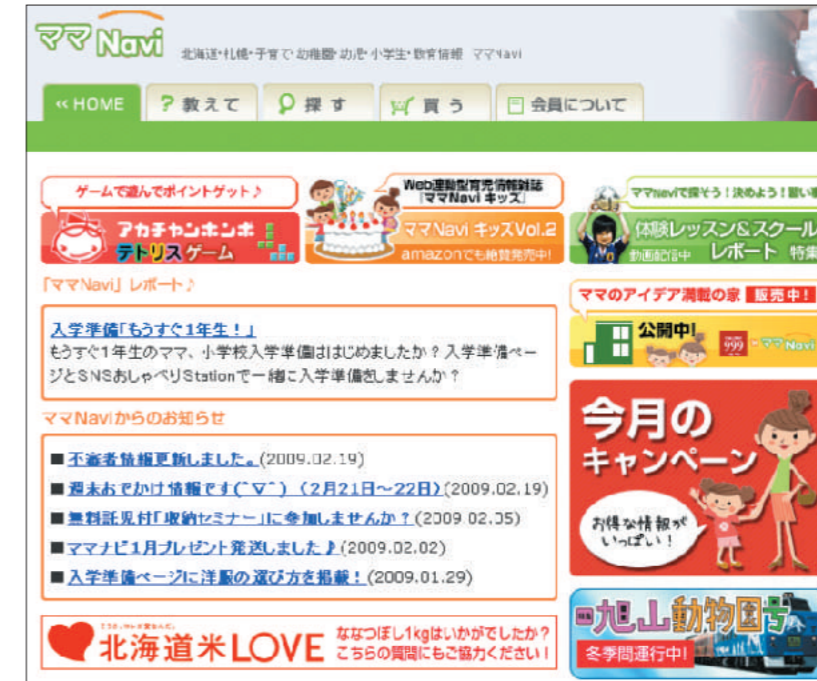 ママNavi
北海道・札幌・子育て 幼稚園・幼児・小学生・教育情報 ママNavi
<< HOME
? 教えて
探す
買う
会員について
ゲームで遊んでポイントゲット♪
アカチャンホンポ
テトリスゲーム
Web連動型育児情報雑誌
『ママNavi キッズ』
ママNavi キッズVol.2
amazonでも絶賛発売中!
ママNaviで探そう!決めよう!習い
体験レッスン&スクール
動画配信中 レポート 特集
「ママNavi」レポート♪
入学準備「もうすぐ1年生!」
もうすぐ1年生のママ、小学校入学準備ははじめましたか?入学準備ペー
ジとSNSおしゃべりStationで一緒に入学準備をしませんか?
ママのアイデア満載の家 販売中!
公開中!
999
ママNavi
ママNaviからのお知らせ
■不審者情報更新しました。(2009.02.19)
■週末おでかけ情報です(^∇^) (2月21日~22日)(2009.02.19)
■無料託児付「収納セミナー」に参加しませんか?(2009.02.05)
■ママナビ1月プレゼント発送しました♪(2009.02.02)
■入学準備ページに洋服の選び方を掲載!(2009.01.29)
今月の
キャンペーン
お得な情報が
いっぱい!
北海道米LOVE
ななつぼし1kgはいかがでしたか?
こちらの質問にもご協力ください!
旭山動物園号
冬季間運行中!